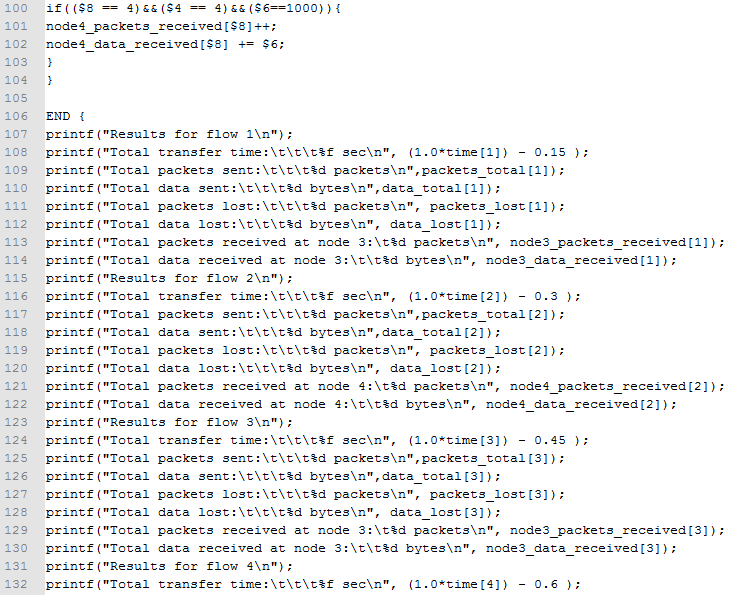 100 if(($8 == 4)&&($4 == 4)&&($6==1000)){
101 node4_packets_received[$8]++;
102 node4_data_received[$8] += $6;
103 }
104 }
105
106 END {
107 printf("Results for flow 1\n");
108 printf("Total transfer time:\t\t\t%f sec\n", (1.0*time[1]) - 0.15 );
109 printf("Total packets sent:\t\t\t%d packets\n",packets_total[1]);
110 printf("Total data sent:\t\t\t%d bytes\n",data_total[1]);
111 printf("Total packets lost:\t\t\t%d packets\n", packets_lost[1]);
112 printf("Total data lost:\t\t\t%d bytes\n", data_lost[1]);
113 printf("Total packets received at node 3:\t%d packets\n", node3_packets_received[1]);
114 printf("Total data received at node 3:\t\t%d bytes\n", node3_data_received[1]);
115 printf("Results for flow 2\n");
116 printf("Total transfer time:\t\t\t%f sec\n", (1.0*time[2]) - 0.3 );
117 printf("Total packets sent:\t\t\t%d packets\n",packets_total[2]);
118 printf("Total data sent:\t\t\t%d bytes\n",data_total[2]);
119 printf("Total packets lost:\t\t\t%d packets\n", packets_lost[2]);
120 printf("Total data lost:\t\t\t%d bytes\n", data_lost[2]);
121 printf("Total packets received at node 4:\t%d packets\n", node4_packets_received[2]);
122 printf("Total data received at node 4:\t\t%d bytes\n", node4_data_received[2]);
123 printf("Results for flow 3\n");
124 printf("Total transfer time:\t\t\t%f sec\n", (1.0*time[3]) - 0.45 );
125 printf("Total packets sent:\t\t\t%d packets\n",packets_total[3]);
126 printf("Total data sent:\t\t\t%d bytes\n",data_total[3]);
127 printf("Total packets lost:\t\t\t%d packets\n", packets_lost[3]);
128 printf("Total data lost:\t\t\t%d bytes\n", data_lost[3]);
129 printf("Total packets received at node 3:\t%d packets\n", node3_packets_received[3]);
130 printf("Total data received at node 3:\t\t%d bytes\n", node3_data_received[3]);
131 printf("Results for flow 4\n");
132 printf("Total transfer time:\t\t\t%f sec\n", (1.0*time[4]) - 0.6 );